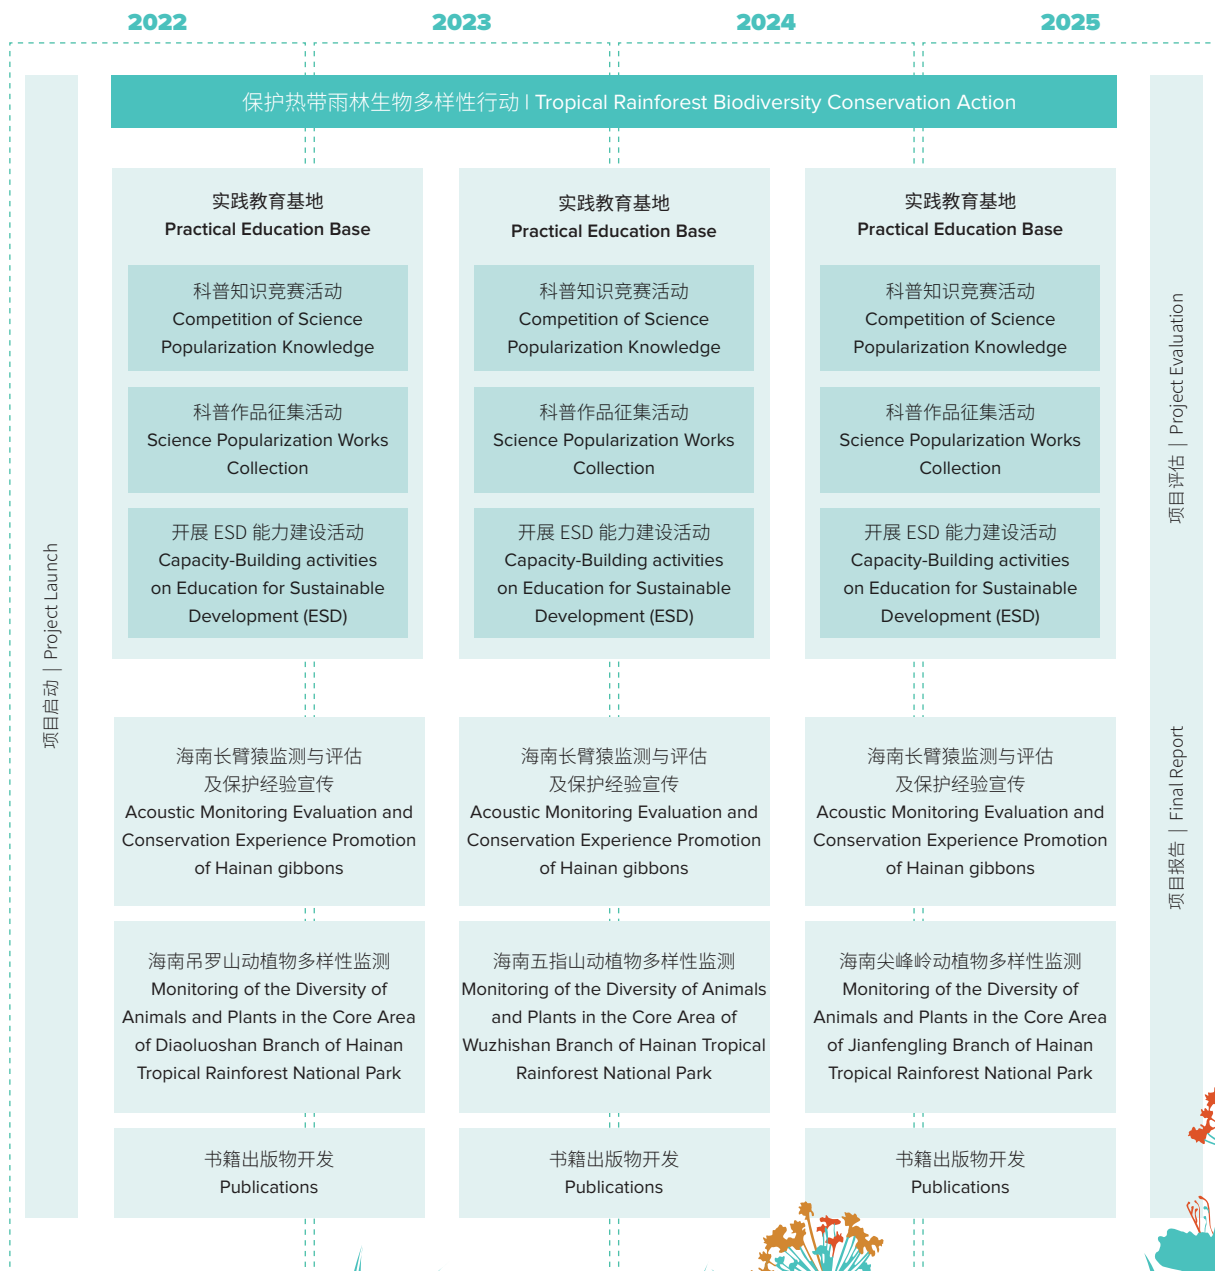 2022
2023
2024
2025
项目启动 | Project Launch
保护热带雨林生物多样性行动 | Tropical Rainforest Biodiversity Conservation Action
实践教育基地
Practical Education Base
科普知识竞赛活动
Competition of Science
Popularization Knowledge
科普作品征集活动
Science Popularization Works
Collection
开展 ESD 能力建设活动
Capacity-Building activities
on Education for Sustainable
Development (ESD)
海南长臂猿监测与评估
及保护经验宣传
Acoustic Monitoring Evaluation and
Conservation Experience Promotion
of Hainan gibbons
海南吊罗山动植物多样性监测
Monitoring of the Diversity of
Animals and Plants in the Core Area
of Diaoluoshan Branch of Hainan
Tropical Rainforest National Park
书籍出版物开发
Publications
实践教育基地
Practical Education Base
科普知识竞赛活动
Competition of Science
Popularization Knowledge
科普作品征集活动
Science Popularization Works
Collection
开展 ESD 能力建设活动
Capacity-Building activities
on Education for Sustainable
Development (ESD)
海南长臂猿监测与评估
及保护经验宣传
Acoustic Monitoring Evaluation and
Conservation Experience Promotion
of Hainan gibbons
海南五指山动植物多样性监测
Monitoring of the Diversity of Animals
and Plants in the Core Area of
Wuzhishan Branch of Hainan Tropical
Rainforest National Park
书籍出版物开发
Publications
实践教育基地
Practical Education Base
科普知识竞赛活动
Competition of Science
Popularization Knowledge
科普作品征集活动
Science Popularization Works
Collection
开展 ESD 能力建设活动
Capacity-Building activities
on Education for Sustainable
Development (ESD)
海南长臂猿监测与评估
及保护经验宣传
Acoustic Monitoring Evaluation and
Conservation Experience Promotion
of Hainan gibbons
海南尖峰岭动植物多样性监测
Monitoring of the Diversity of
Animals and Plants in the Core Area
of Jianfengling Branch of Hainan
Tropical Rainforest National Park
书籍出版物开发
Publications
项目评估 | Project Evaluation
项目报告 | Final Report